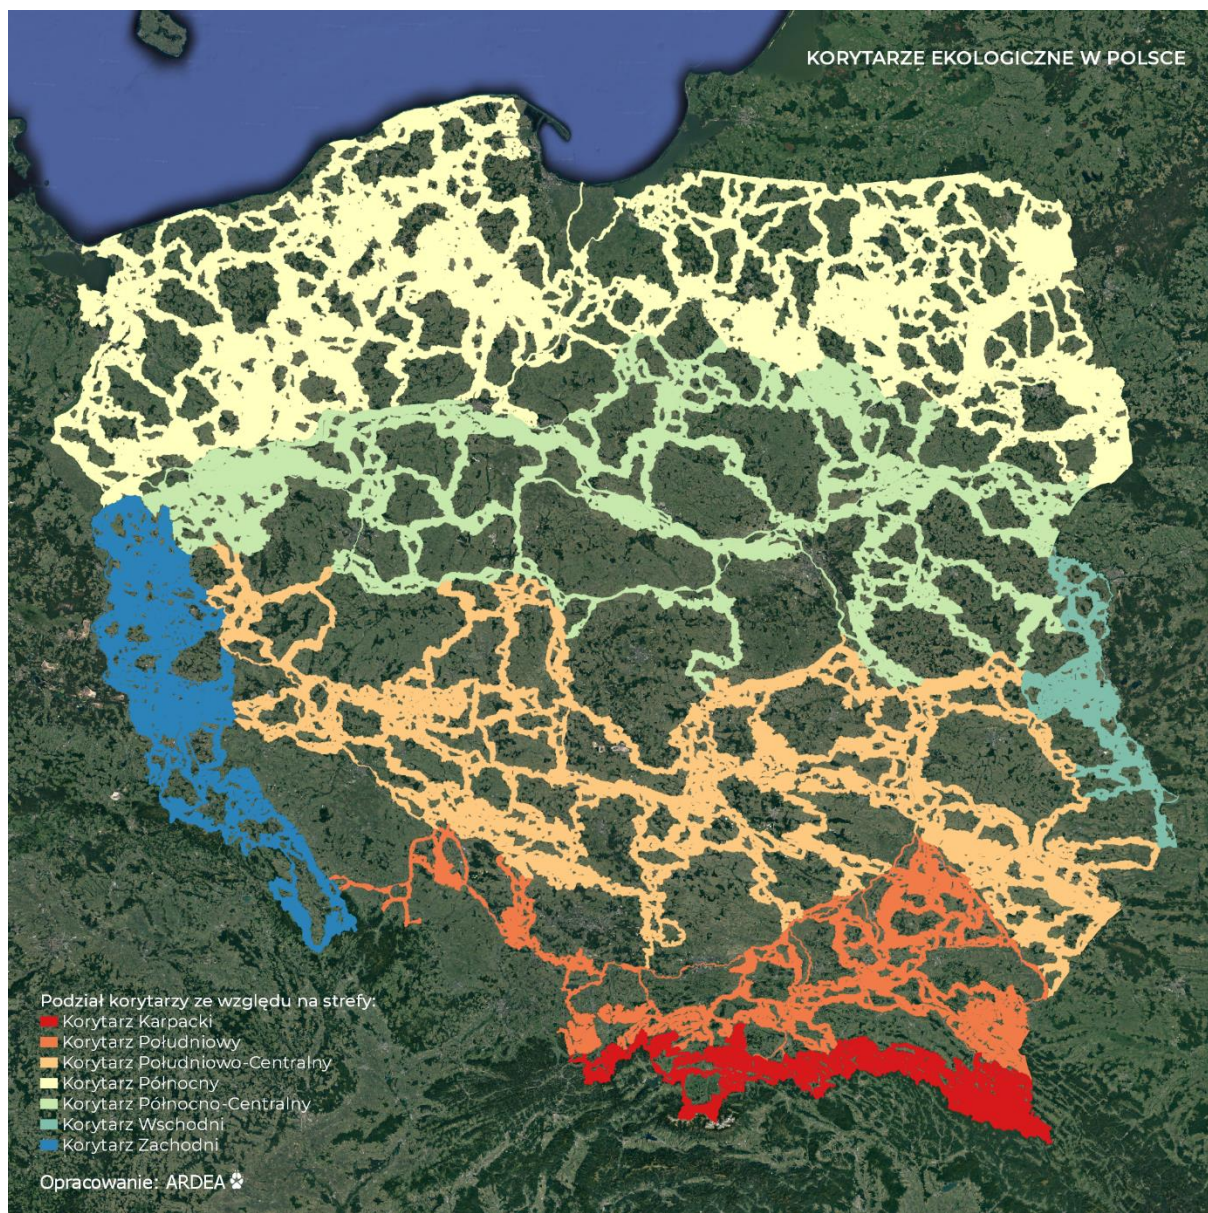 KORYTARZE EKOLOGICZNE W POLSCE
Podział korytarzy ze względu na strefy:
Korytarz Karpacki
Korytarz Południowy
Korytarz Południowo-Centralny
Korytarz Północny
Korytarz Północno-Centralny
Korytarz Wschodni
Korytarz Zachodni
Opracowanie: ARDEA